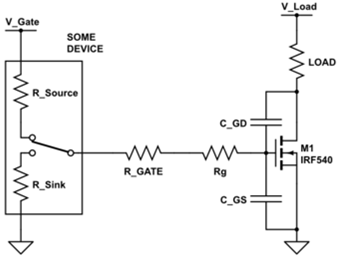 V_Gate
V_Load
SOME
DEVICE
R_Source
LOAD
C_GD
M1
IRF540
R_Sink
R_GATE
Rg
C_GS